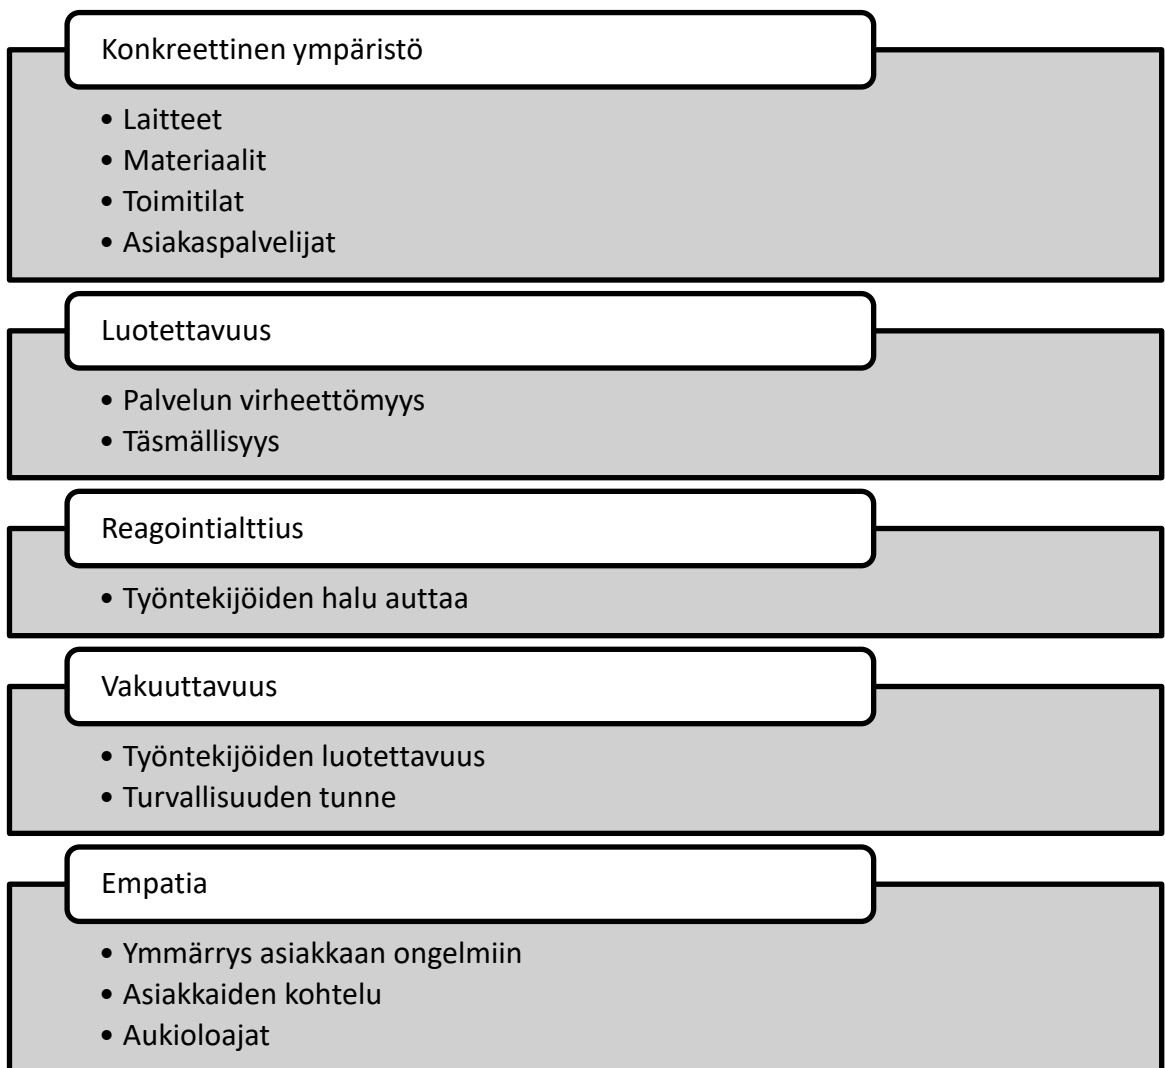 Konkreettinen ympäristö
• Laitteet
• Materiaalit
• Toimitilat
• Asiakaspalvelijat
Luotettavuus
• Palvelun virheettömyys
• Täsmällisyys
Reagointialttius
• Työntekijöiden halu auttaa
Vakuuttavuus
• Työntekijöiden luotettavuus
• Turvallisuuden tunne
Empatia
• Ymmärrys asiakkaan ongelmiin
• Asiakkaiden kohtelu
• Aukioloajat